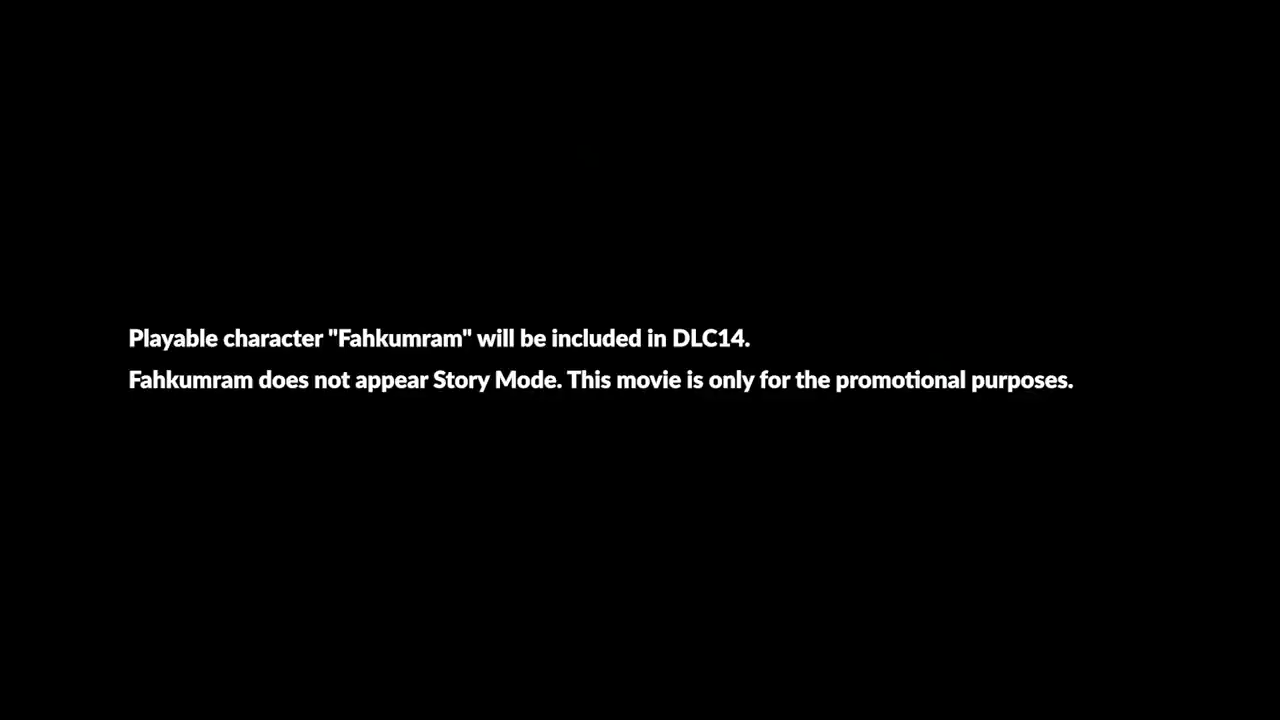 Playable character "Fahkumram" will be included in DLC14.
Fahkumram does not appear Story Mode. This movie is only for the promotional purposes.